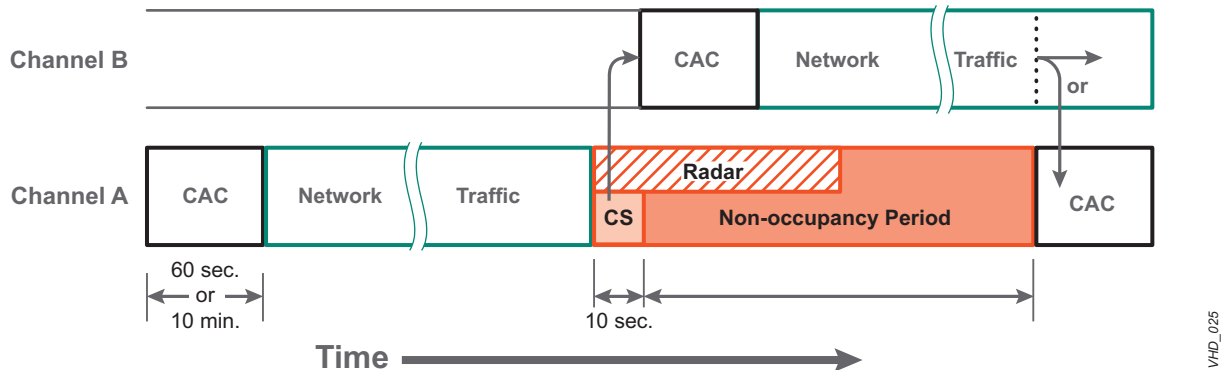 Channel B
CAC
Network
Traffic
or
Channel A
CAC
Network
Traffic
Radar
CS
Non-occupancy Period
CAC
60 sec.
or
10 min.
10 sec.
Time
VHD_025